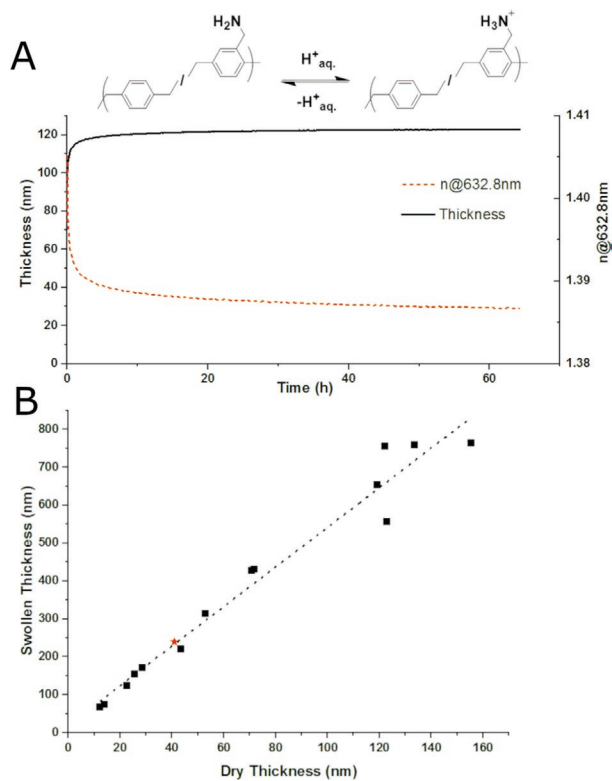 A
H₂N
H⁺aq.
-H⁺aq.
H₃N⁺
Thickness (nm)
120
100
80
60
40
20
0
n@632.8nm
Thickness
1.41
1.40
1.39
1.38
n@632.8nm
0 20 40 60
Time (h)
B
Swollen Thickness (nm)
800
700
600
500
400
300
200
100
0
0 20 40 60 80 100 120 140 160
Dry Thickness (nm)